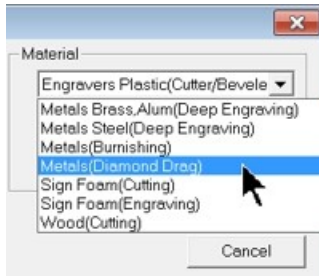 Material
Engravers Plastic(Cutter/Bevele
Metals Brass,Alum(Deep Engraving)
Metals Steel(Deep Engraving)
Metals(Burnishing)
Metals(Diamond Drag)
Sign Foam(Cutting)
Sign Foam(Engraving)
Wood(Cutting)
Cancel